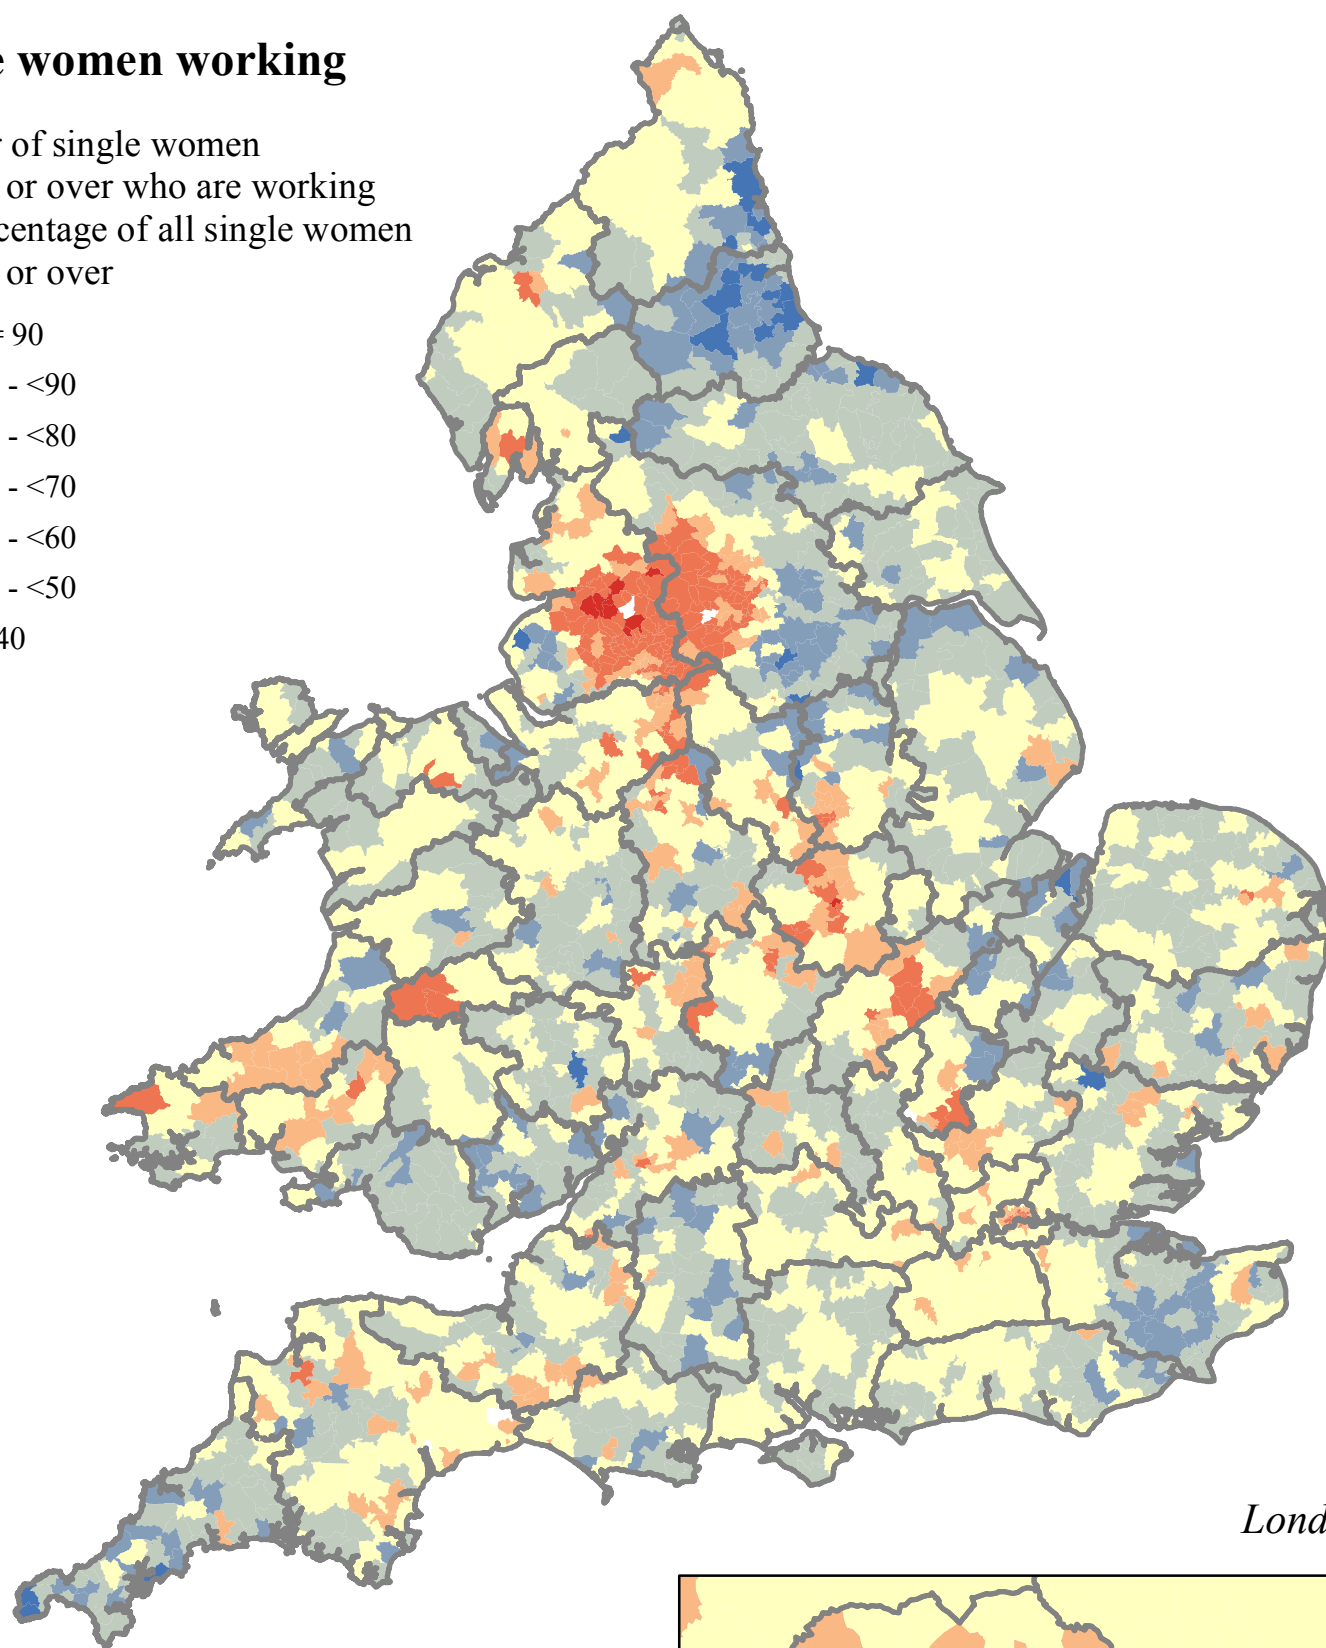 e women working
r of single women
or over who are working
centage of all single women
or over
= 90
- <90
- <80
- <70
- <60
- <50
40
Lond